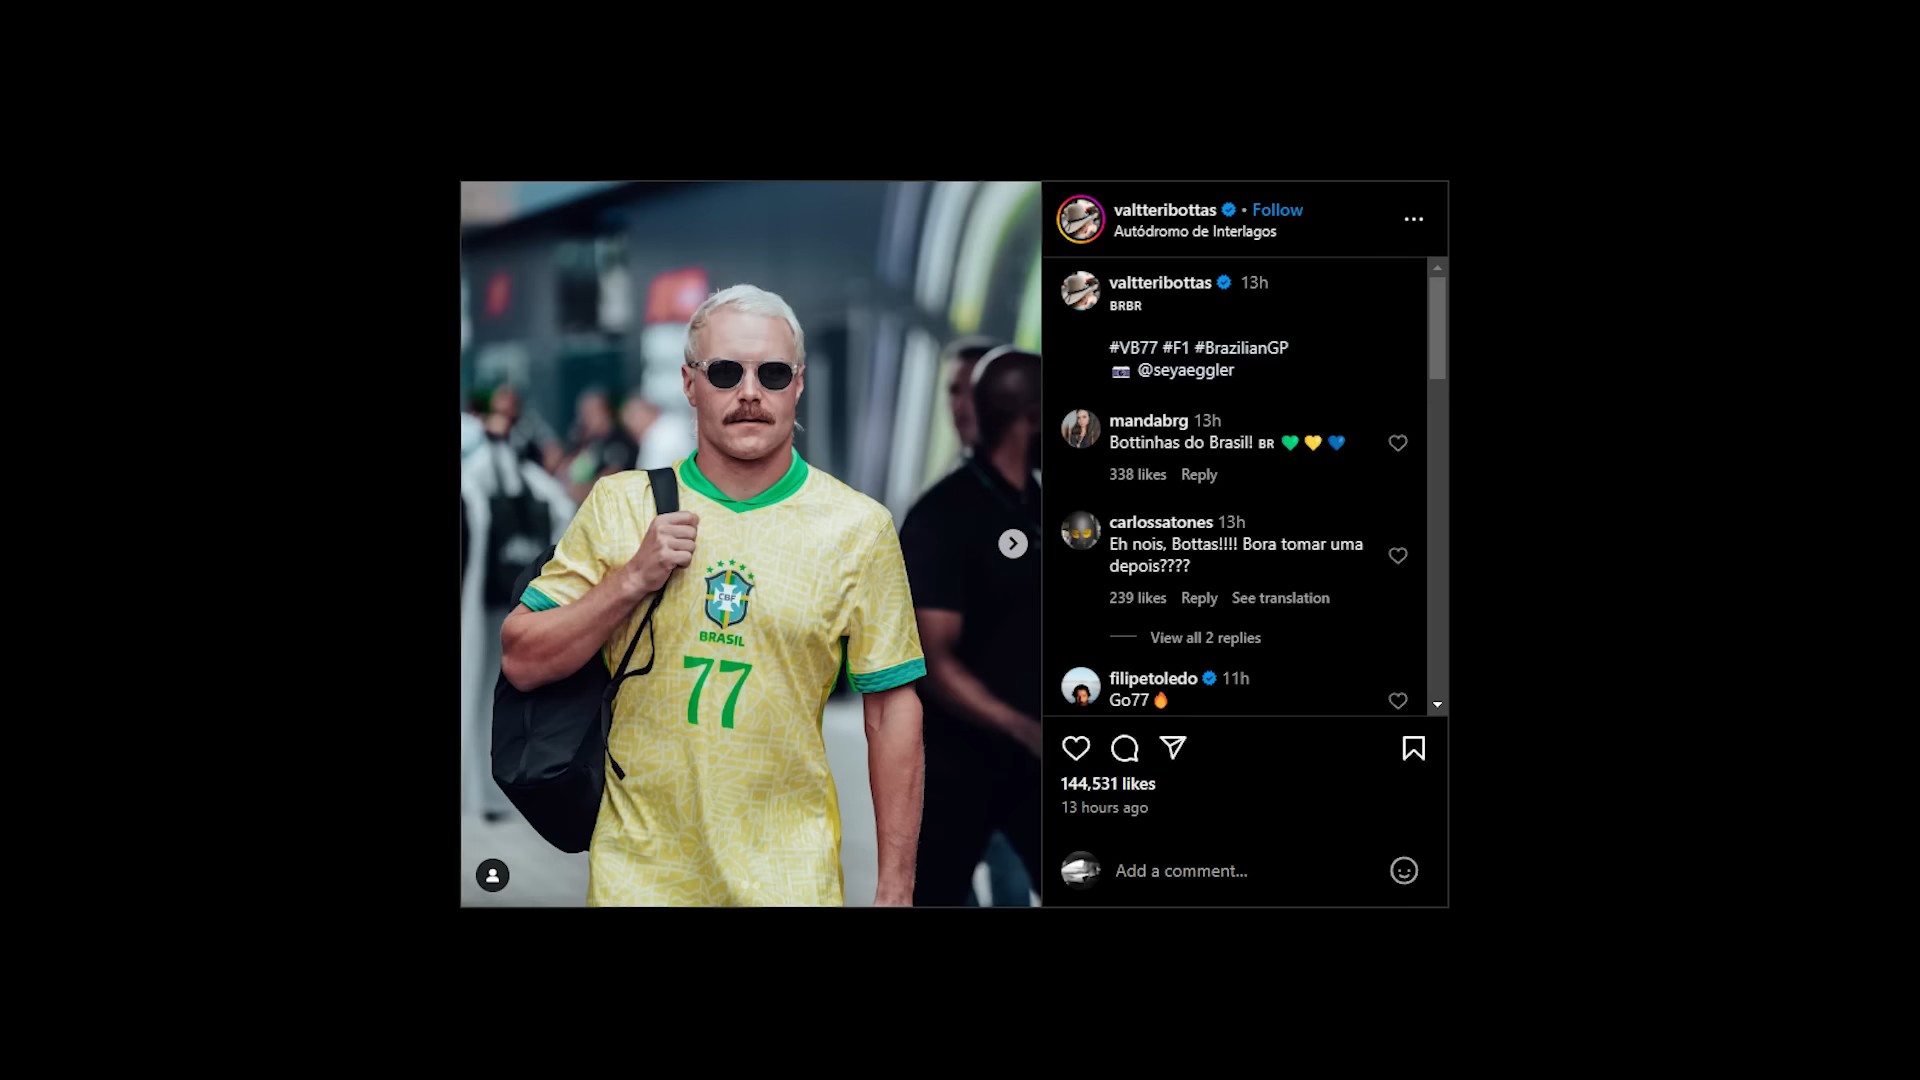 CBF
BRASIL
77
valtteribottas • Follow
Autódromo de Interlagos
valtteribottas 13h
BRBR
#VB77 #F1 #BrazilianGP
📷 @seyaeggler
mandabrg 13h
Bottinhas do Brasil! BR 💚 💛 💙
338 likes Reply
carlossatones 13h
Eh nois, Bottas!!!! Bora tomar uma
depois????
239 likes Reply See translation
View all 2 replies
filipetoledo 11h
Go77🔥
144,531 likes
13 hours ago
Add a comment...